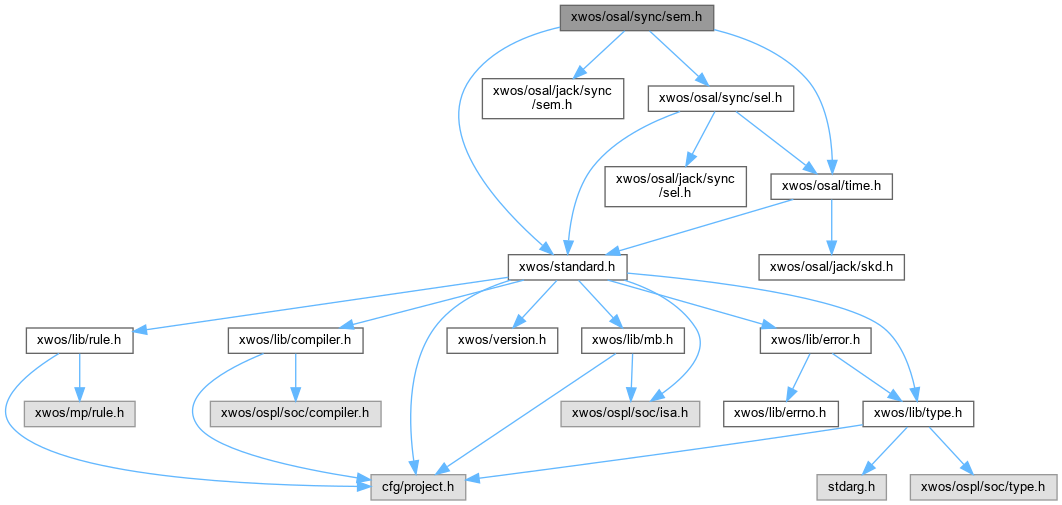 xwos/osal/sync/sem.h
xwos/osal/jack/sync
/sem.h
xwos/osal/sync/sel.h
xwos/osal/jack/sync
/sel.h
xwos/osal/time.h
xwos/standard.h
xwos/osal/jack/skd.h
xwos/lib/rule.h
xwos/lib/compiler.h
xwos/version.h
xwos/lib/mb.h
xwos/lib/error.h
xwos/mp/rule.h
xwos/ospl/soc/compiler.h
xwos/ospl/soc/isa.h
xwos/lib/errno.h
xwos/lib/type.h
cfg/project.h
stdarg.h
xwos/ospl/soc/type.h